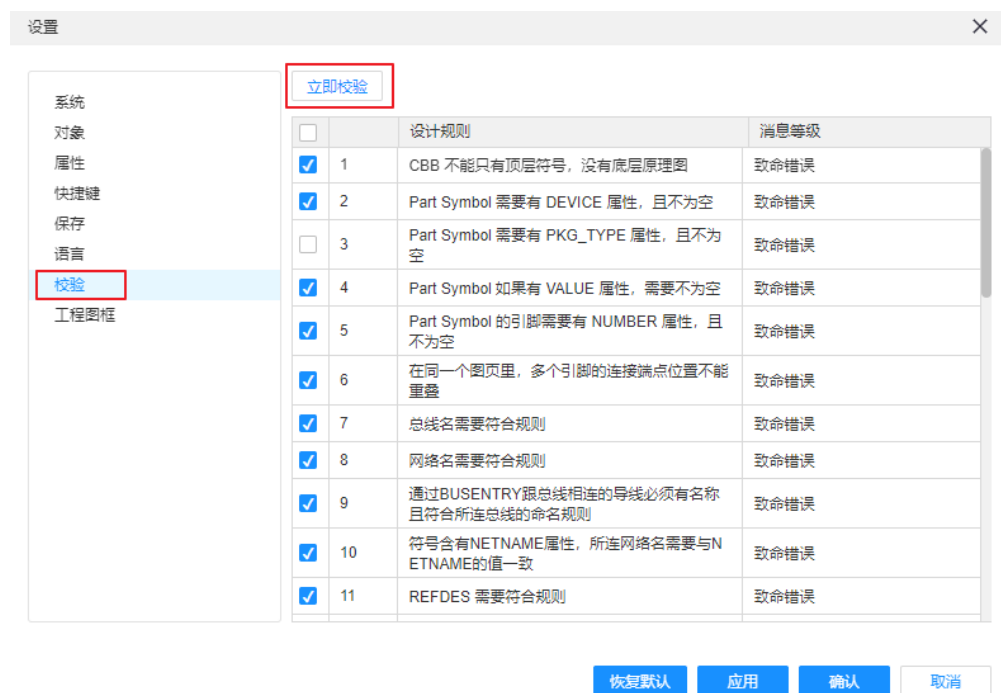 设置
系统
对象
属性
快捷键
保存
语言
校验
工程图框
立即校验
设计规则 消息等级
1 CBB 不能只有顶层符号，没有底层原理图 致命错误
2 Part Symbol 需要有 DEVICE 属性，且不为空 致命错误
3 Part Symbol 需要有 PKG_TYPE 属性，且不为
空 致命错误
4 Part Symbol 如果有 VALUE 属性，需要不为空 致命错误
5 Part Symbol 的引脚需要有 NUMBER 属性，且
不为空 致命错误
6 在同一个图页里，多个引脚的连接端点位置不能
重叠 致命错误
7 总线名需要符合规则 致命错误
8 网络名需要符合规则 致命错误
9 通过BUSENTRY跟总线相连的导线必须有名称
且符合所连总线的命名规则 致命错误
10 符号含有NETNAME属性，所连网络名需要与N
ETNAME的值一致 致命错误
11 REFDES 需要符合规则 致命错误
恢复默认 应用 确认 取消